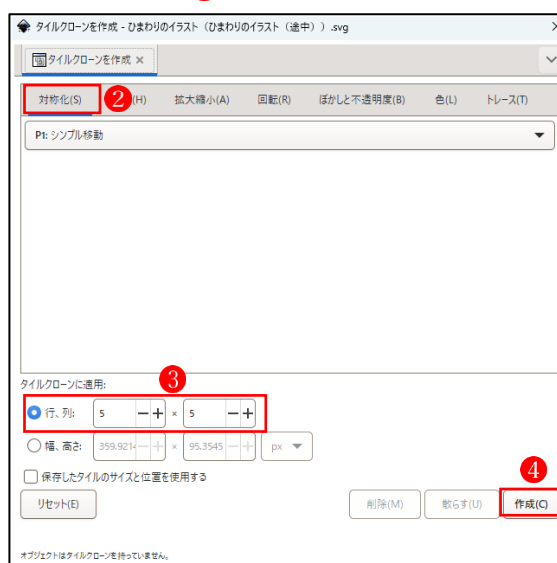 タイルクローンを作成 - ひまわりのイラスト（ひまわりのイラスト（途中））.svg
タイルクローンを作成 ×
対称化(S) 2 (H) 拡大縮小(A) 回転(R) ぼかしと不透明度(B) 色(L) トレース(T)
P1: シンプル移動
タイルクローンに適用:
3
行、列: 5 × 5
幅、高さ: 359.921 × 95.3545 px
保存したタイルのサイズと位置を使用する
4
リセット(E) 削除(M) 散らす(U) 作成(C)
オブジェクトはタイルクローンを持っていません。